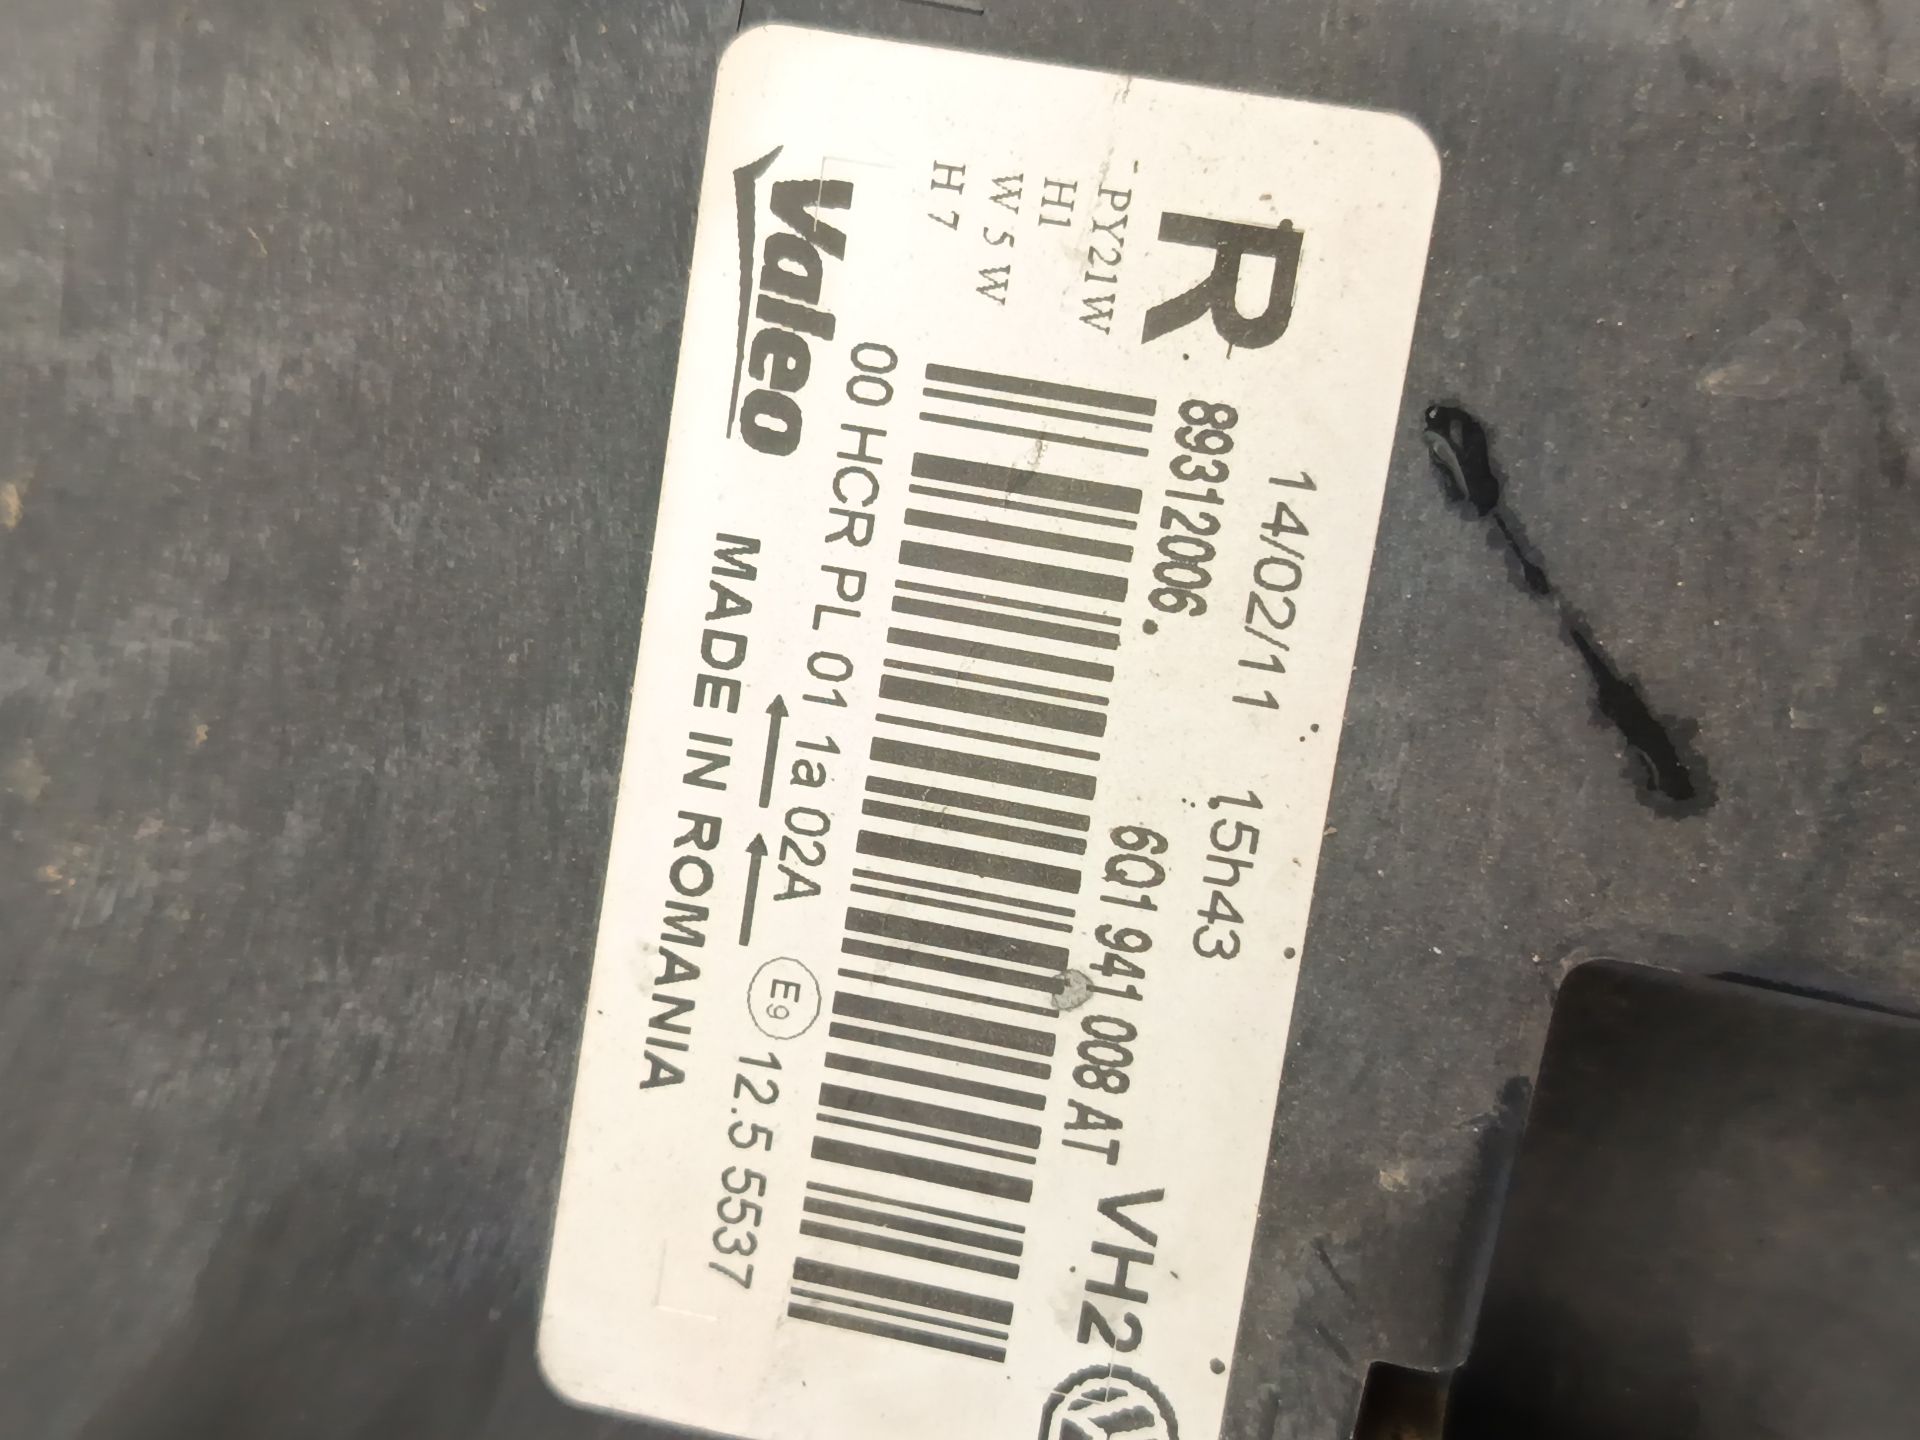 14/02/11 15h43
R 89312006. 6Q1 941 008 AT VH2
PY21W
H1
W5W
H7
00 HCR PL 01 1a 02A E9 12.5 5537
Valeo MADE IN ROMANIA